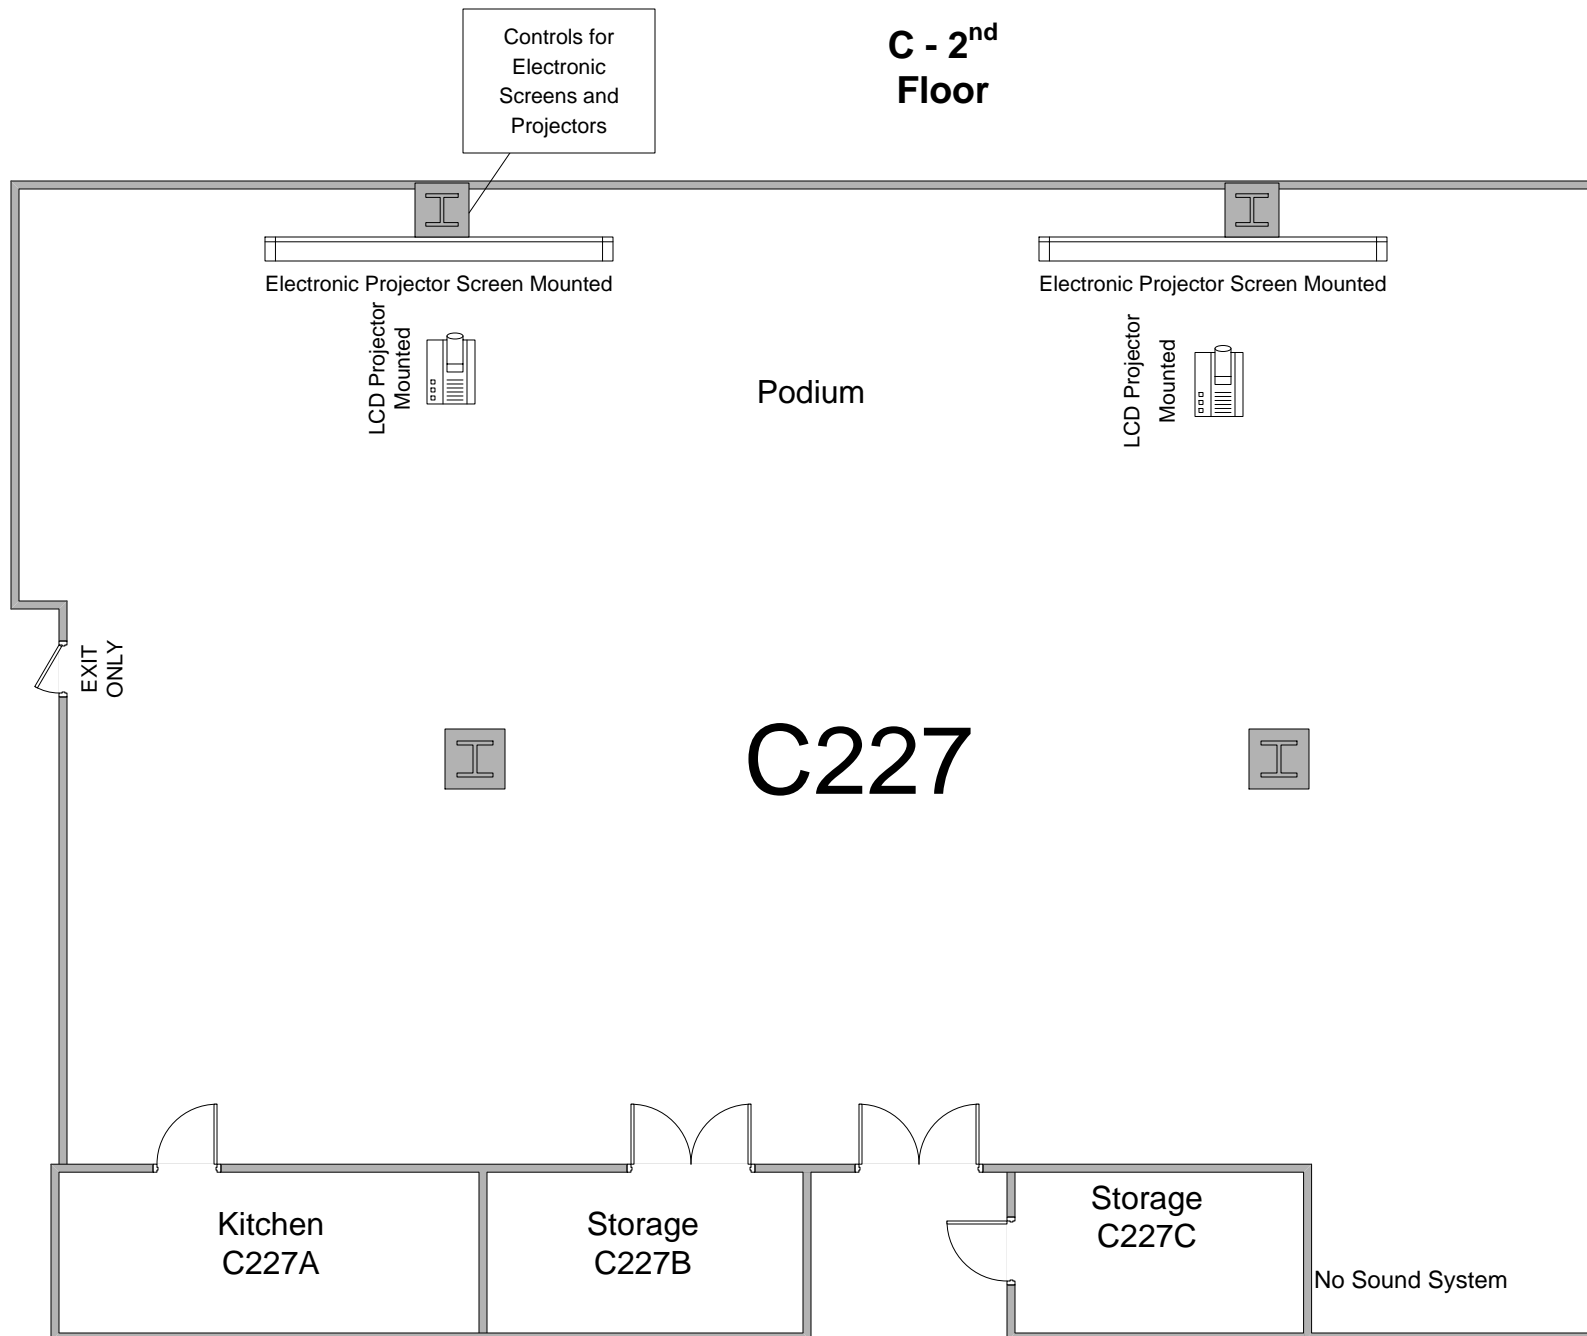 C - 2nd
Floor
Controls for
Electronic
Screens and
Projectors
Electronic Projector Screen Mounted
Electronic Projector Screen Mounted
LCD Projector
Mounted
Podium
LCD Projector
Mounted
EXIT
ONLY
C227
Kitchen
C227A
Storage
C227B
Storage
C227C
No Sound System